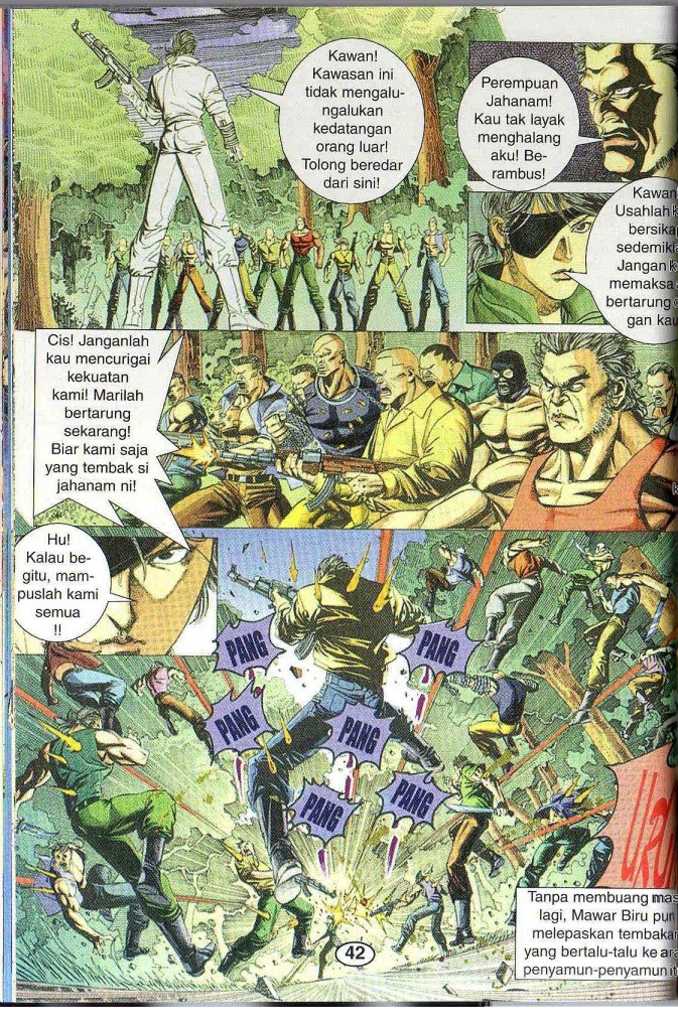 Kawan!
Kawasan ini
tidak mengalu-
ngalukan
kedatangan
orang luar!
Tolong beredar
dari sini!
Perempuan
Jahanam!
Kau tak layak
menghalang
aku! Be-
rambus!
Kawan
Usahlah
bersika
sedemik
Jangan
memaksa
bertarung
gan kau
Cis! Janganlah
kau mencurigai
kekuatan
kami! Marilah
bertarung
sekarang!
Biar kami saja
yang tembak si
jahanam ni!
Hu!
Kalau be-
gitu, mam-
puslah kami
semua
!!
PANG
PANG
PANG
PANG
PANG
PANG
Tanpa membuang mas
lagi, Mawar Biru pun
melepaskan tembakan
yang bertalu-talu ke ara
penyamun-penyamun it
42